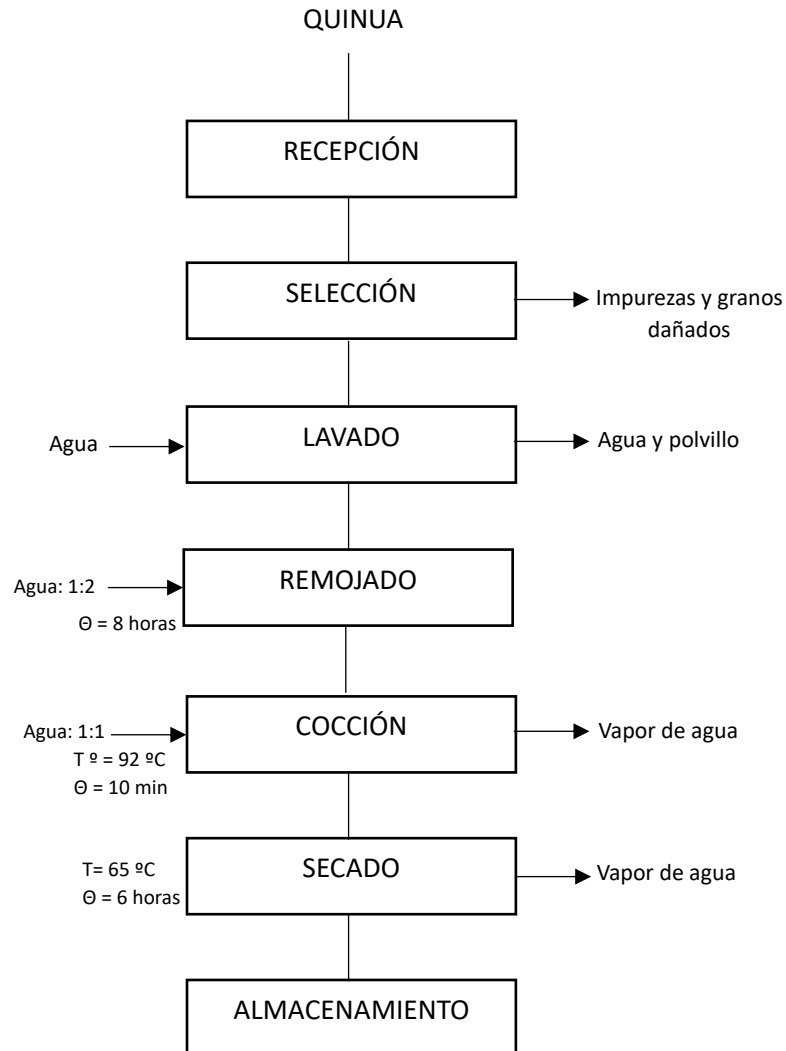 QUINUA
RECEPCIÓN
SELECCIÓN
Impurezas y granos
dañados
Agua
LAVADO
Agua y polvillo
Agua: 1:2
REMOJADO
Θ = 8 horas
Agua: 1:1
COCCIÓN
Vapor de agua
T º = 92 ºC
Θ = 10 min
T= 65 ºC
SECADO
Vapor de agua
Θ = 6 horas
ALMACENAMIENTO